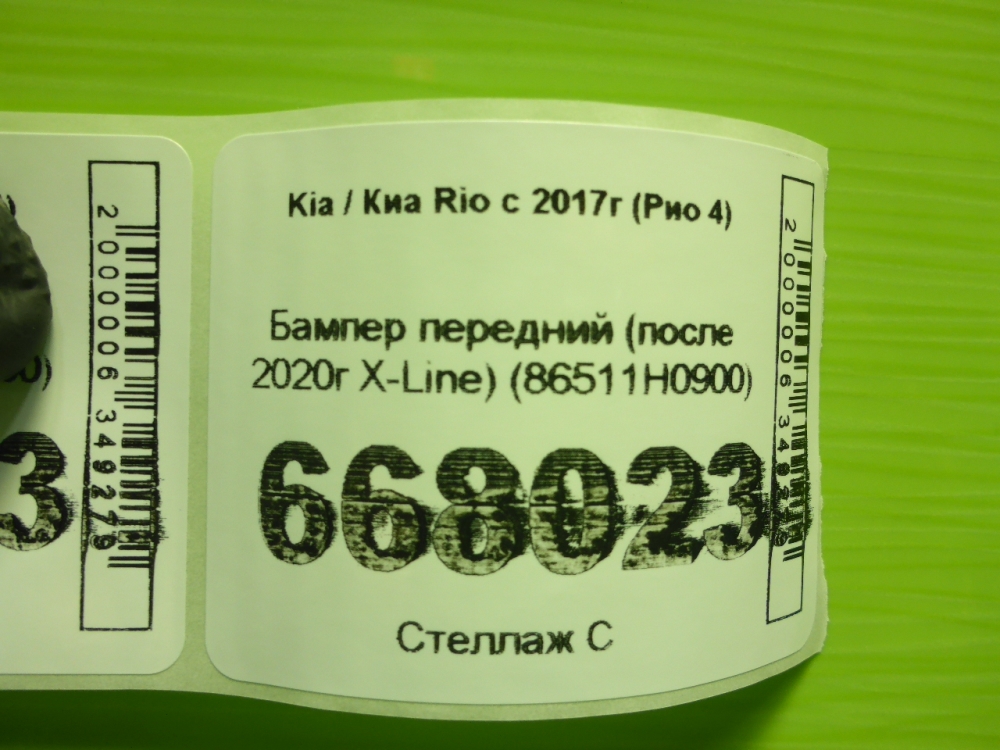 Kia / Киа Rio с 2017г (Рио 4)
Бампер передний (после
2020г X-Line) (86511H0900)
668023
Стеллаж С
2 000006 349279